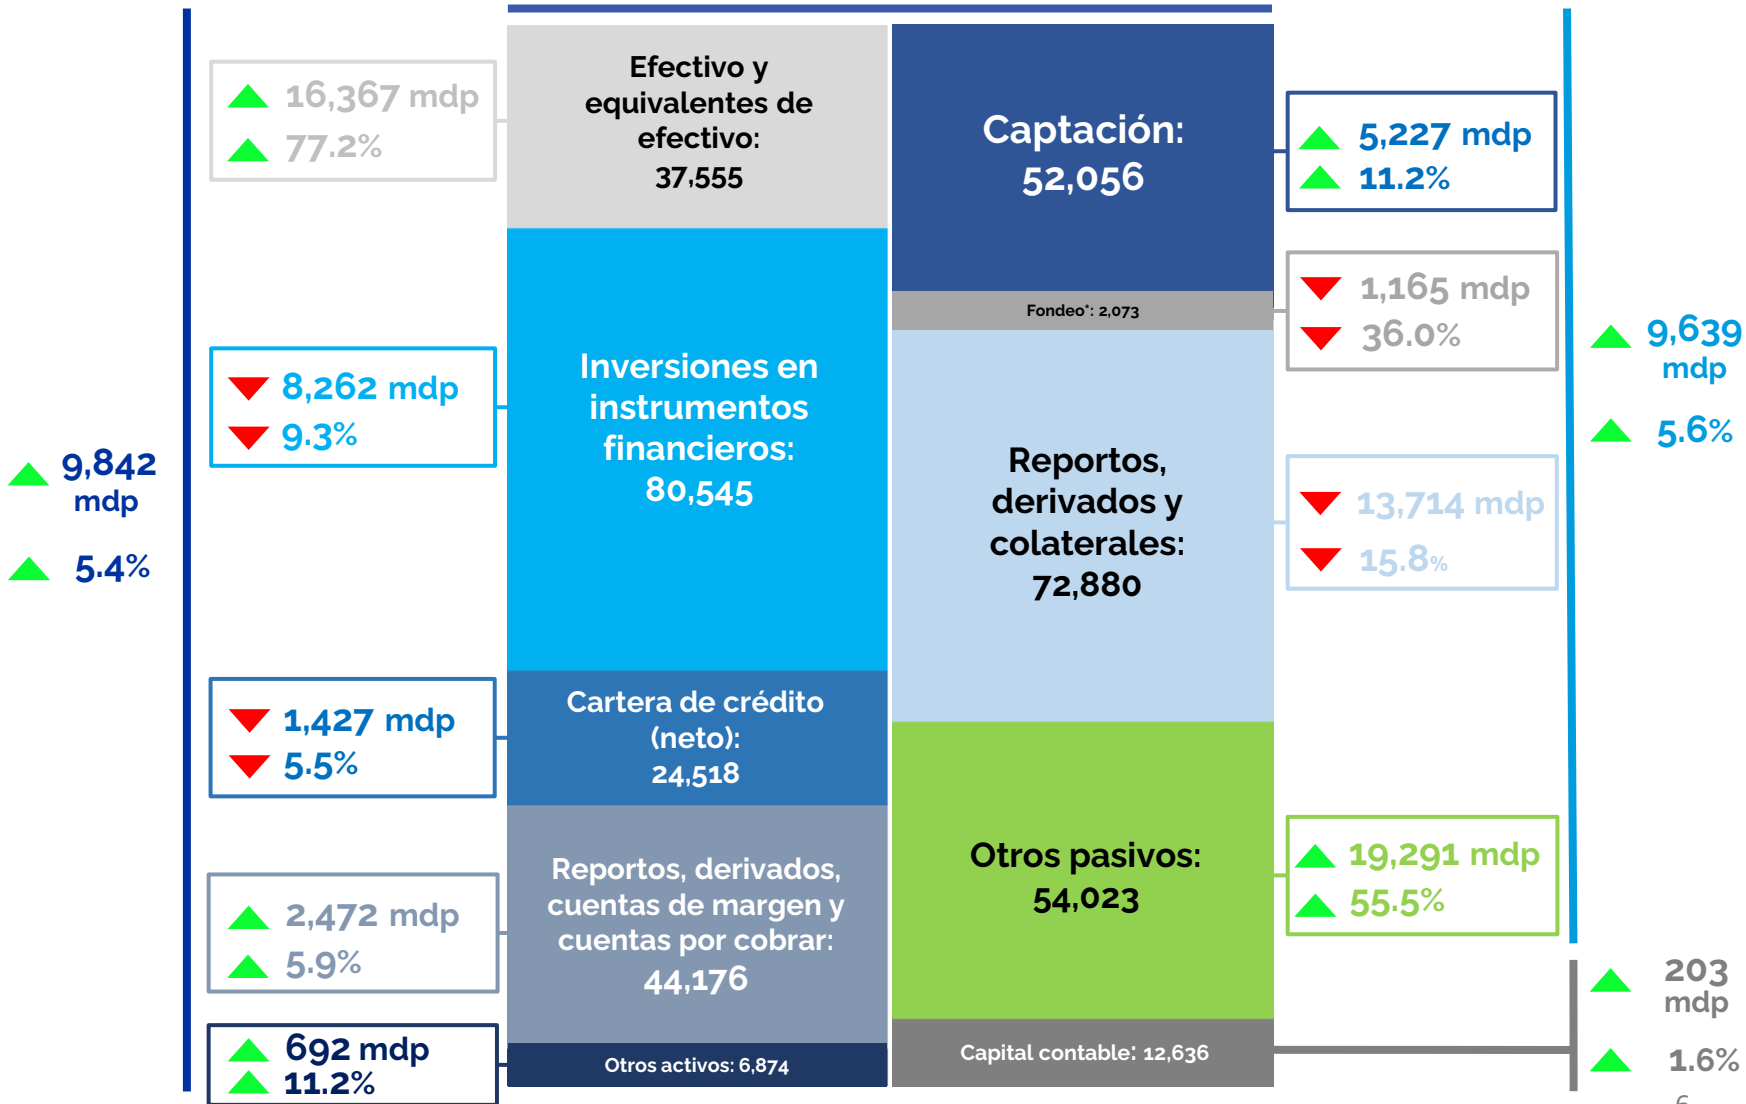 9,842
mdp
5.4%
16,367 mdp
77.2%
8,262 mdp
9.3%
1,427 mdp
5.5%
2,472 mdp
5.9%
692 mdp
11.2%
Efectivo y
equivalentes de
efectivo:
37,555
Inversiones en
instrumentos
financieros:
80,545
Cartera de crédito
(neto):
24,518
Reportos, derivados,
cuentas de margen y
cuentas por cobrar:
44,176
Otros activos: 6,874
Captación:
52,056
Fondeo*: 2,073
Reportos,
derivados y
colaterales:
72,880
Otros pasivos:
54,023
Capital contable: 12,636
5,227 mdp
11.2%
1,165 mdp
36.0%
13,714 mdp
15.8%
19,291 mdp
55.5%
9,639
mdp
5.6%
203
mdp
1.6%